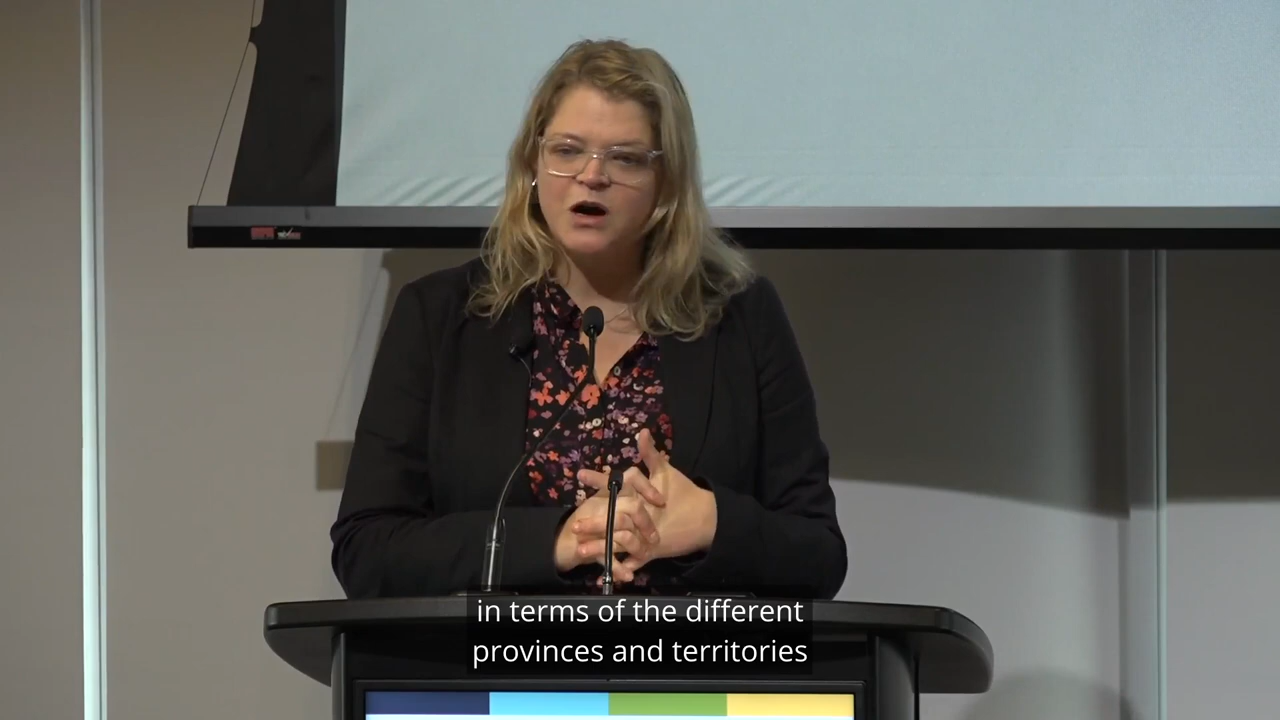 in terms of the different
provinces and territories